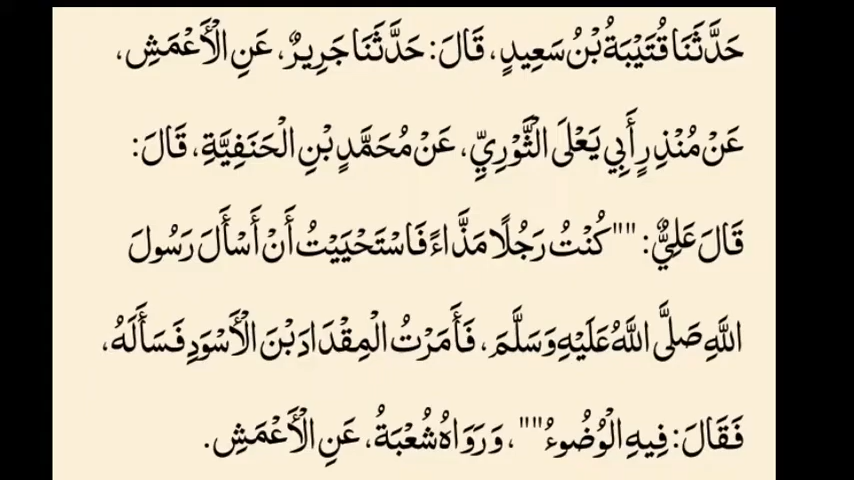 حَدَّثَنَا قُتَيْبَةُ بْنُ سَعِيدٍ، قَالَ: حَدَّثَنَا جَرِيرٌ، عَنِ الْأَعْمَشِ،
عَنْ مُنْذِرٍ أَبِي يَعْلَى الثَّوْرِيِّ، عَنْ مُحَمَّدٍ بْنِ الْحَنَفِيَّةِ، قَالَ:
قَالَ عَلِيٌّ: ""كُنْتُ رَجُلًا مَذَّاءً فَاسْتَحْيَيْتُ أَنْ أَسْأَلَ رَسُولَ
اللَّهِ صَلَّى اللَّهُ عَلَيْهِ وَسَلَّمَ، فَأَمَرْتُ الْمِقْدَادَ بْنَ الْأَسْوَدِ فَسَأَلَهُ،
فَقَالَ: فِيهِ الْوُضُوءُ""، وَرَوَاهُ شُعْبَةُ، عَنِ الْأَعْمَشِ.